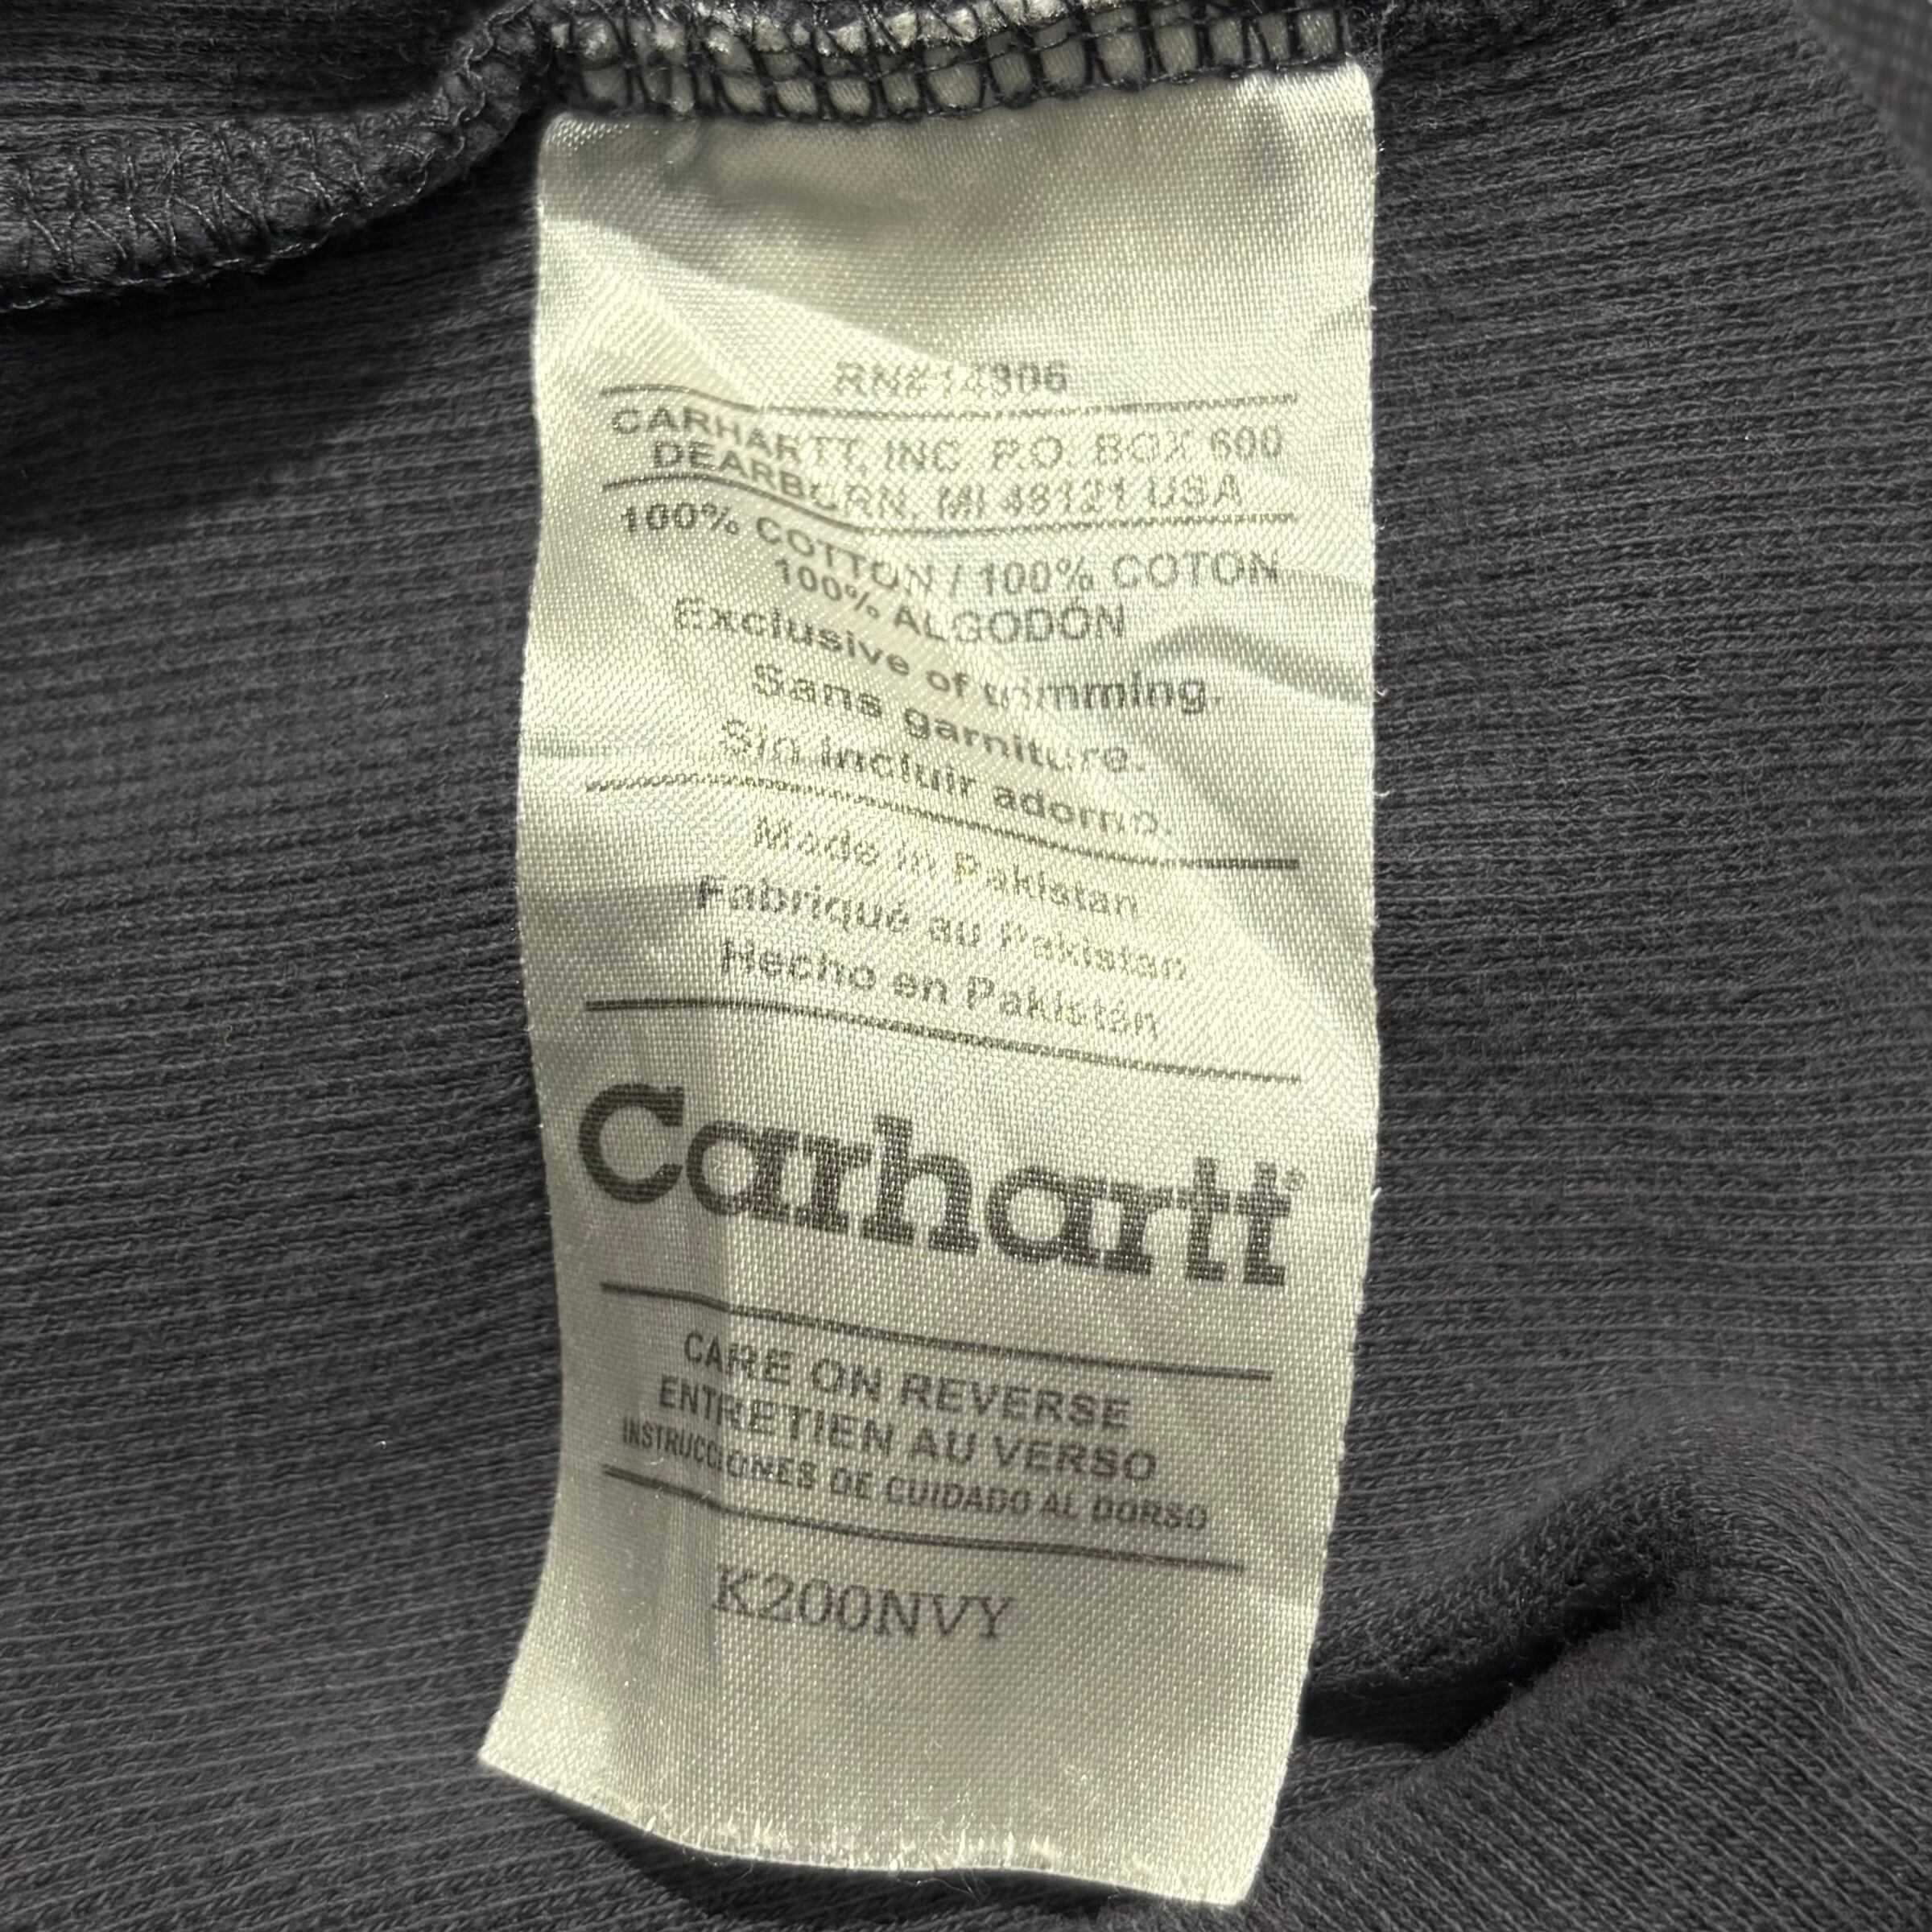 RN#14806
CARHARTT, INC. P.O. BOX 600
DEARBORN, MI 48121 USA
100% COTTON / 100% COTON
100% ALGODÓN
Exclusive of trimming.
Sans garniture.
Sin incluir adorno.
Made in Pakistan
Fabriqué au Pakistan
Hecho en Pakistán
Carhartt®
CARE ON REVERSE
ENTRETIEN AU VERSO
INSTRUCCIONES DE CUIDADO AL DORSO
K200NVY